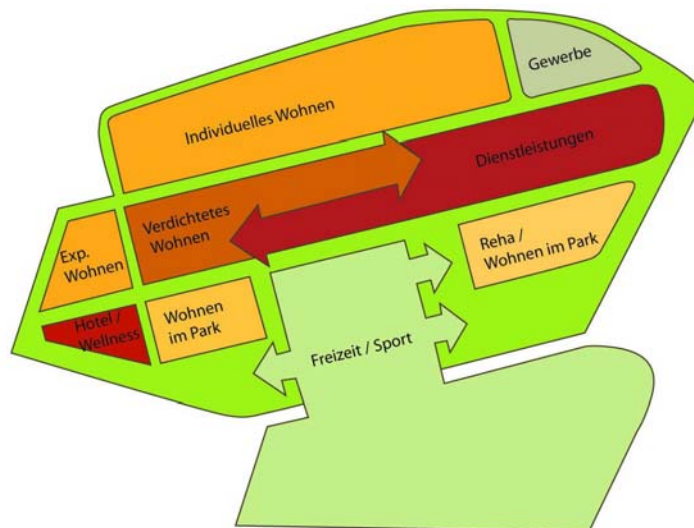 Gewerbe
Individuelles Wohnen
Dienstleistungen
Verdichtetes
Wohnen
Exp.
Wohnen
Reha /
Wohnen im Park
Hotel /
Wellness
Wohnen
im Park
Freizeit / Sport